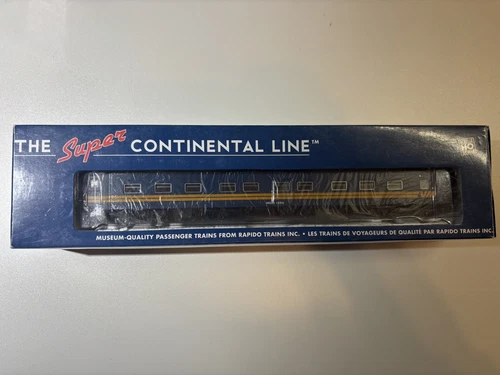 THE Super CONTINENTAL LINE™
HO
MUSEUM-QUALITY PASSENGER TRAINS FROM RAPIDO TRAINS INC. • LES TRAINS DE VOYAGEURS DE QUALITÉ PAR RAPIDO TRAINS INC.